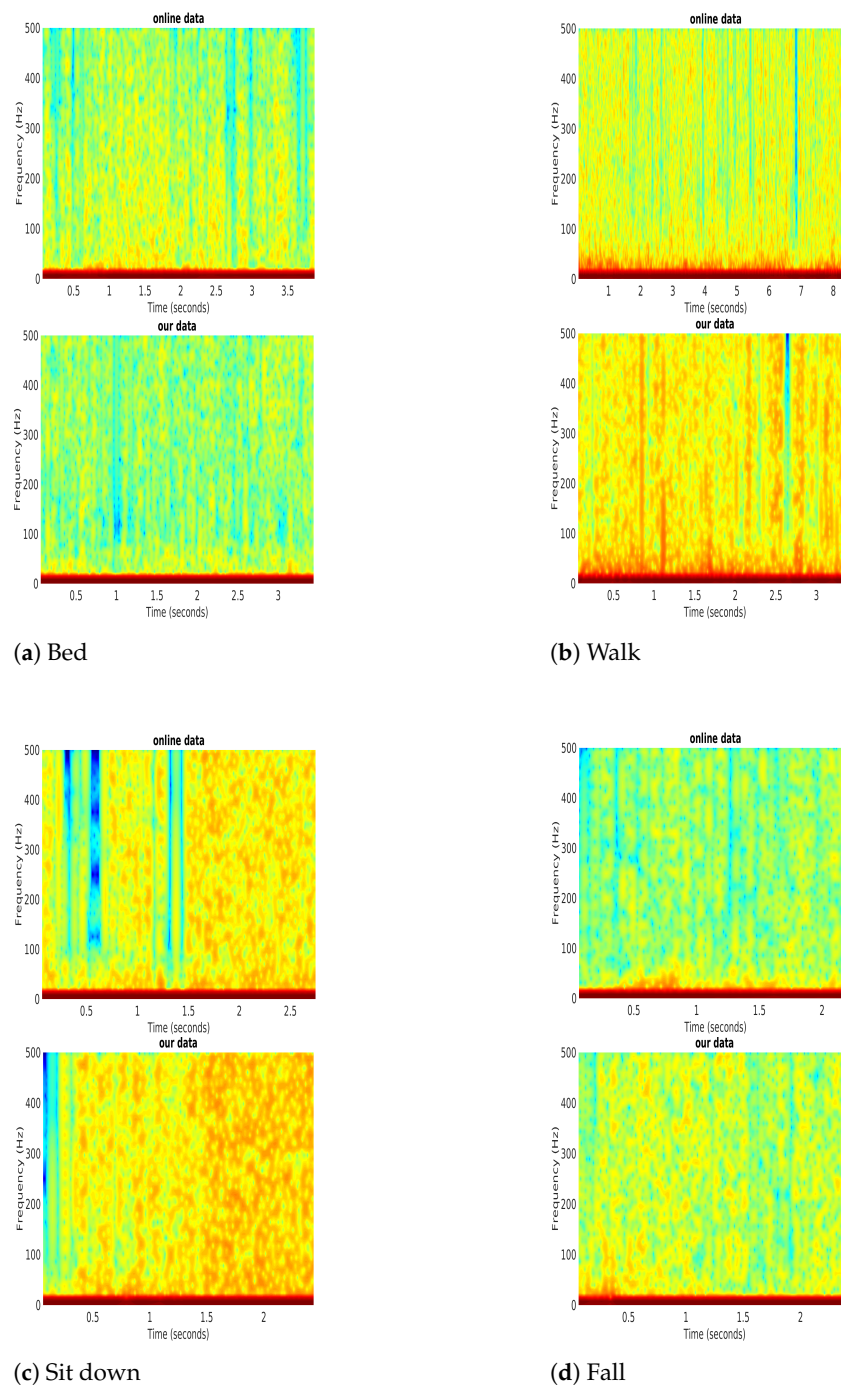 online data
500
400
300
200
100
0
Frequency (Hz)
0.5 1 1.5 2 2.5 3 3.5
Time (seconds)
our data
500
400
300
200
100
0
Frequency (Hz)
0.5 1 1.5 2 2.5 3
Time (seconds)
(a) Bed
online data
500
400
300
200
100
0
Frequency (Hz)
1 2 3 4 5 6 7 8
Time (seconds)
our data
500
400
300
200
100
0
Frequency (Hz)
0.5 1 1.5 2 2.5 3
Time (seconds)
(b) Walk
online data
500
400
300
200
100
0
Frequency (Hz)
0.5 1 1.5 2 2.5
Time (seconds)
our data
500
400
300
200
100
0
Frequency (Hz)
0.5 1 1.5 2
Time (seconds)
(c) Sit down
online data
500
400
300
200
100
0
Frequency (Hz)
0.5 1 1.5 2
Time (seconds)
our data
500
400
300
200
100
0
Frequency (Hz)
0.5 1 1.5 2
Time (seconds)
(d) Fall